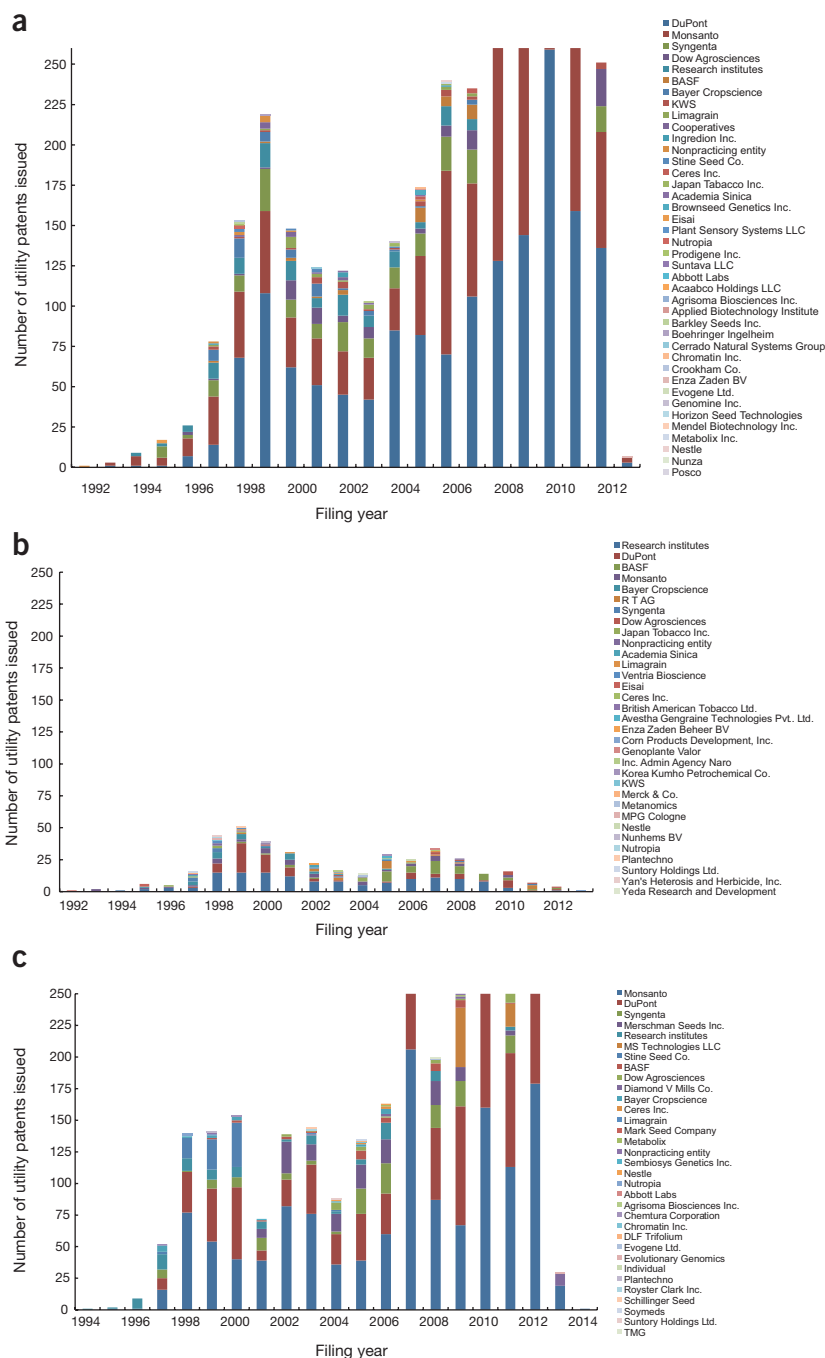 a
Number of utility patents issued
250
225
200
175
150
125
100
75
50
25
0
1992 1994 1996 1998 2000 2002 2004 2006 2008 2010 2012
Filing year
DuPont
Monsanto
Syngenta
Dow Agrosciences
Research institutes
BASF
Bayer Cropscience
KWS
Limagrain
Cooperatives
Ingredion Inc.
Nonpracticing entity
Stine Seed Co.
Ceres Inc.
Japan Tabacco Inc.
Academia Sinica
Brownseed Genetics Inc.
Eisai
Plant Sensory Systems LLC
Nutropia
Prodigene Inc.
Suntava LLC
Abbott Labs
Acaabco Holdings LLC
Agrisoma Biosciences Inc.
Applied Biotechnology Institute
Barkley Seeds Inc.
Boehringer Ingelheim
Cerrado Natural Systems Group
Chromatin Inc.
Crookham Co.
Enza Zaden BV
Evogene Ltd.
Genomine Inc.
Horizon Seed Technologies
Mendel Biotechnology Inc.
Metabolix Inc.
Nestle
Nunza
Posco
b
Number of utility patents issued
250
225
200
175
150
125
100
75
50
25
0
1992 1994 1996 1998 2000 2002 2004 2006 2008 2010 2012
Filing year
Research institutes
DuPont
BASF
Monsanto
Bayer Cropscience
R T AG
Syngenta
Dow Agrosciences
Japan Tobacco Inc.
Nonpracticing entity
Academia Sinica
Limagrain
Ventria Bioscience
Eisai
Ceres Inc.
British American Tobacco Ltd.
Avestha Gengraine Technologies Pvt.. Ltd.
Enza Zaden Beheer BV
Corn Products Development, Inc.
Genoplante Valor
Inc. Admin Agency Naro
Korea Kumho Petrochemical Co.
KWS
Merck & Co.
Metanomics
MPG Cologne
Nestle
Nunhems BV
Nutropia
Plantechno
Suntory Holdings Ltd.
Yan's Heterosis and Herbicide, Inc.
Yeda Research and Development
c
Number of utility patents issued
250
225
200
175
150
125
100
75
50
25
0
1994 1996 1998 2000 2002 2004 2006 2008 2010 2012 2014
Filing year
Monsanto
DuPont
Syngenta
Merschman Seeds Inc.
Research institutes
MS Technologies LLC
Stine Seed Co.
BASF
Dow Agrosciences
Diamond V Mills Co.
Bayer Cropscience
Ceres Inc.
Limagrain
Mark Seed Company
Metabolix
Nonpracticing entity
Sembiosys Genetics Inc.
Nestle
Nutropia
Abbott Labs
Agrisoma Biosciences Inc.
Chemtura Corporation
Chromatin Inc.
DLF Trifolium
Evogene Ltd.
Evolutionary Genomics
Individual
Plantechno
Royster Clark Inc.
Schillinger Seed
Soymeds
Suntory Holdings Ltd.
TMG